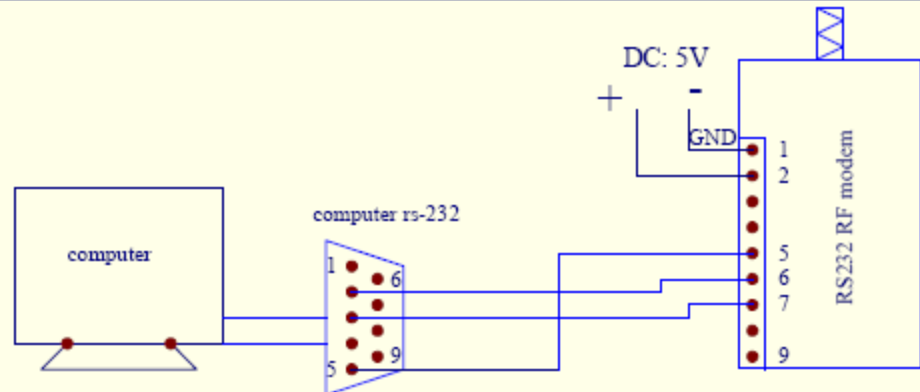 DC: 5V
+ -
GND
1
2
computer rs-232
computer
1
6
5
9
5
6
7
9
RS232 RF modem